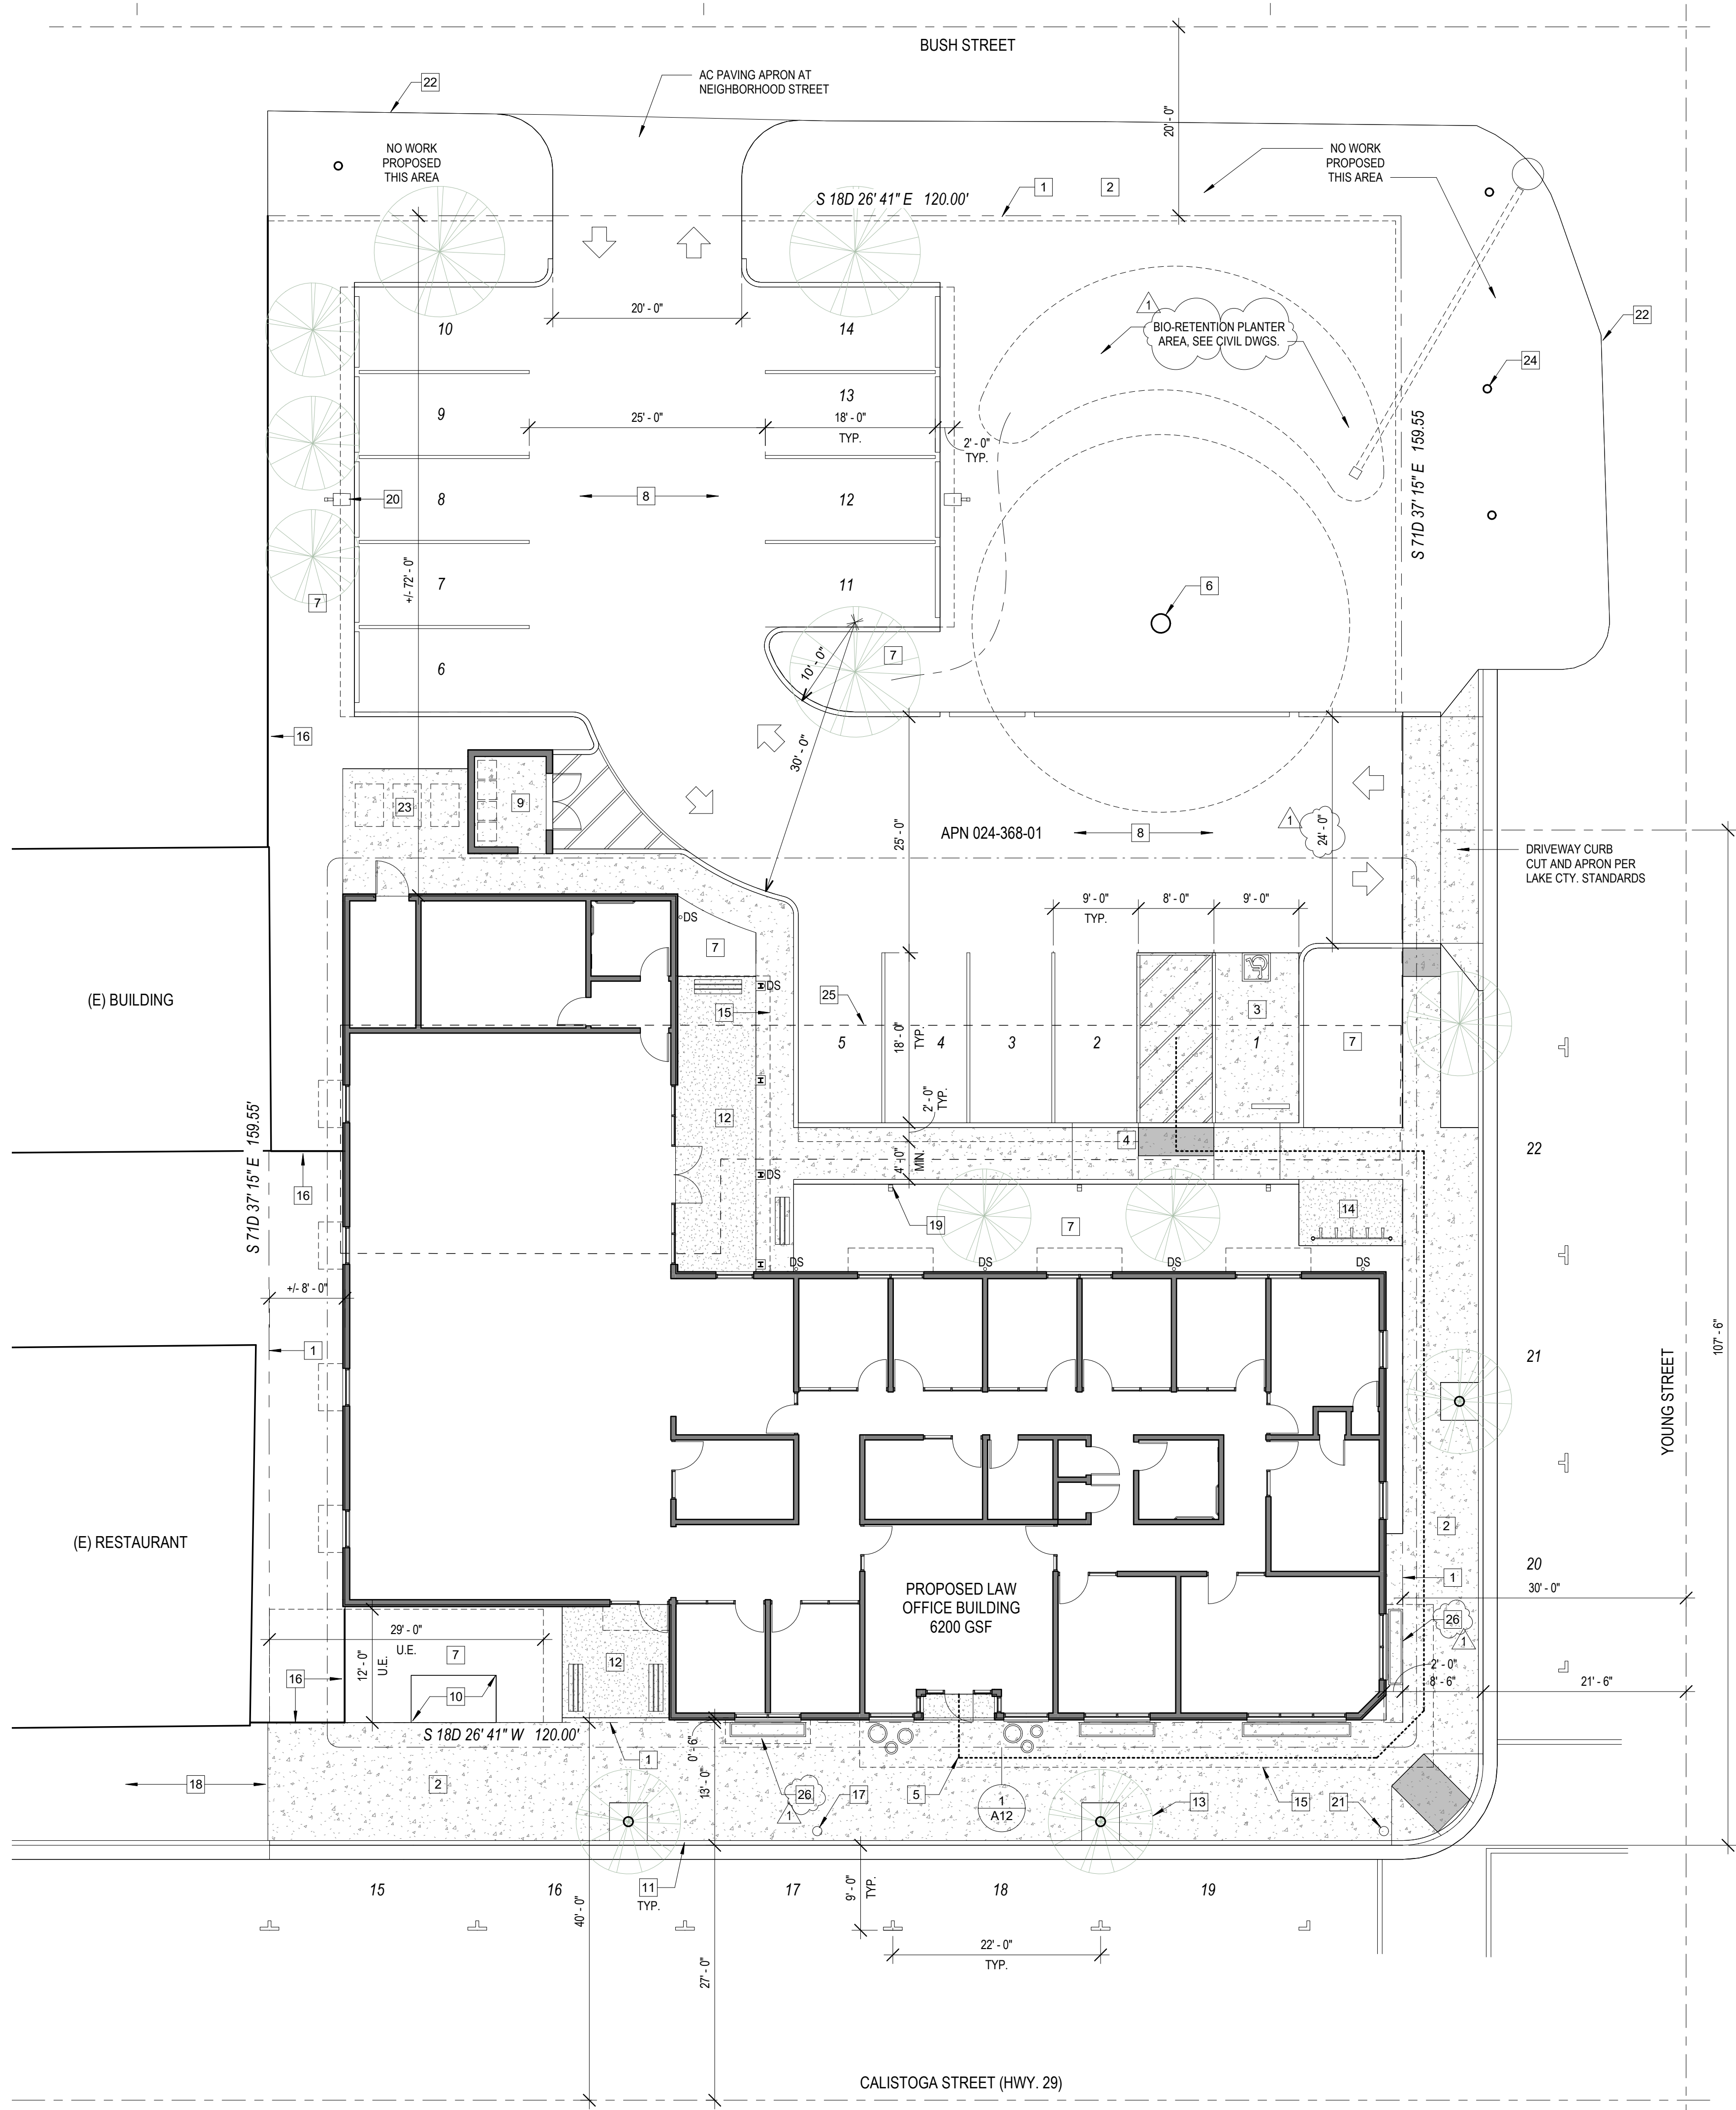 BUSH STREET
AC PAVING APRON AT
NEIGHBORHOOD STREET
22
20' - 0"
NO WORK
PROPOSED
THIS AREA
NO WORK
PROPOSED
THIS AREA
1
2
S 18D 26' 41" E 120.00'
20' - 0"
10
14
1
BIO-RETENTION PLANTER
AREA, SEE CIVIL DWGS.
22
24
13
9
25' - 0"
18' - 0"
TYP.
2' - 0"
TYP.
S 71D 37' 15" E 159.55
20
8
8
12
+/- 72' - 0"
7
7
11
6
6
7
10' - 0"
16
30' - 0"
23
9
25' - 0"
APN 024-368-01
8
1
24' - 0"
DRIVEWAY CURB
CUT AND APRON PER
LAKE CTY. STANDARDS
9' - 0"
TYP.
8' - 0"
9' - 0"
DS
7
DS
(E) BUILDING
15
25
3
5
18' - 0"
TYP.
4
3
2
1
7
2' - 0"
TYP.
12
4
4' - 0"
MIN.
22
S 71D 37' 15" E 159.55'
16
DS
19
7
14
DS
DS
DS
DS
+/- 8' - 0"
1
21
107' - 6"
YOUNG STREET
(E) RESTAURANT
2
20
PROPOSED LAW
OFFICE BUILDING
6200 GSF
1
30' - 0"
29' - 0"
U.E.
12' - 0"
U.E.
7
12
26
1
16
10
2' - 0"
8' - 6"
21' - 6"
S 18D 26' 41" W 120.00'
1
0' - 6"
13' - 0"
18
2
26
1
17
5
1
A12
13
15
21
15
16
11
TYP.
17
9' - 0"
TYP.
18
19
40' - 0"
22' - 0"
TYP.
27' - 0"
CALISTOGA STREET (HWY. 29)